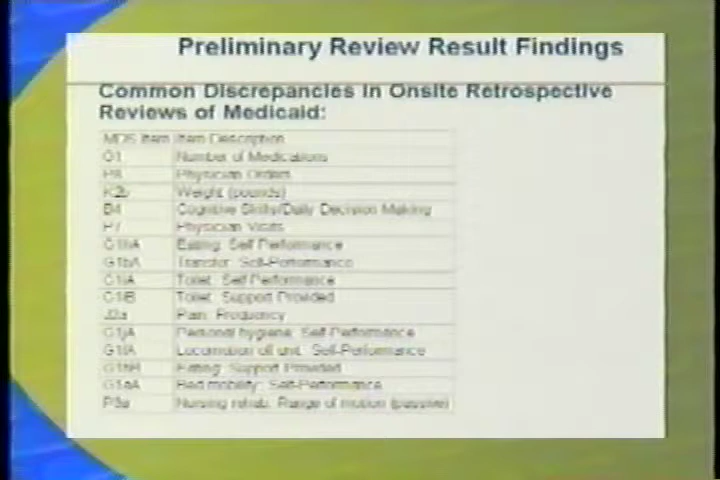 Preliminary Review Result Findings
Common Discrepancies in Onsite Retrospective
Reviews of Medicaid:
MDS Item Item Description
O1 Number of Medications
P8 Physician Orders
K2b Weight (pounds)
B4 Cognitive Skills/Daily Decision Making
P7 Physician Visits
G1hA Eating: Self Performance
G1bA Transfer: Self-Performance
G1iA Toilet: Self Performance
G1iB Toilet: Support Provided
J2a Pain: Frequency
G1jA Personal hygiene: Self-Performance
G1fA Locomotion off unit: Self-Performance
G1hB Eating: Support Provided
G1aA Bed mobility: Self-Performance
P3a Nursing rehab: Range of motion (passive)